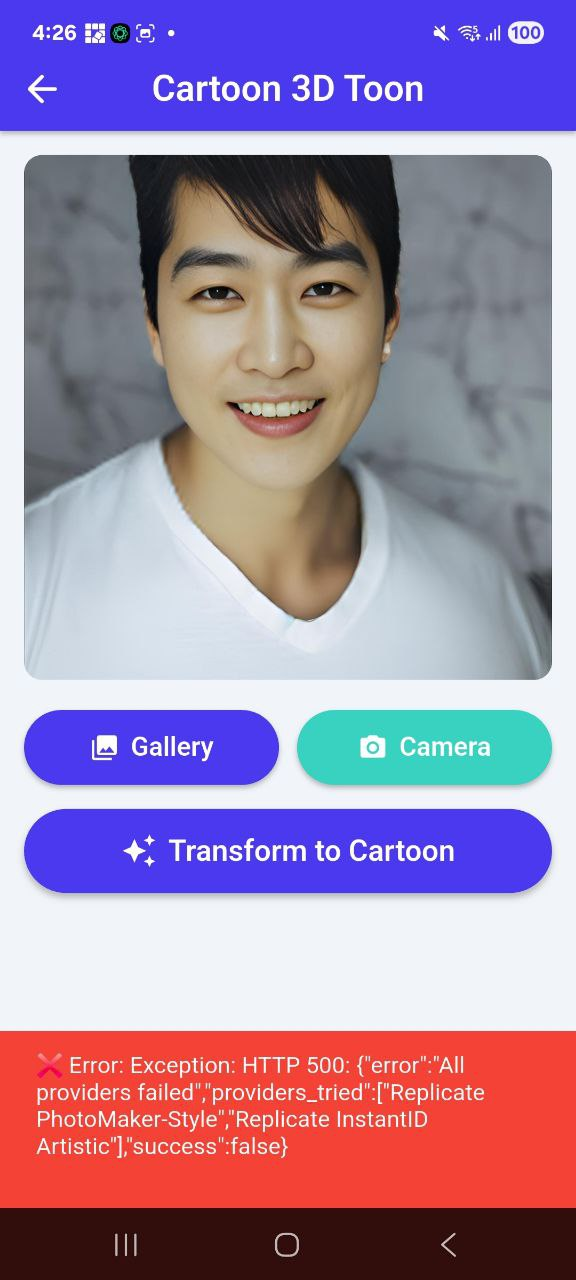 4:26
100
Cartoon 3D Toon
Gallery
Camera
Transform to Cartoon
❌ Error: Exception: HTTP 500: {"error":"All
providers failed","providers_tried":["Replicate
PhotoMaker-Style","Replicate InstantID
Artistic"],"success":false}